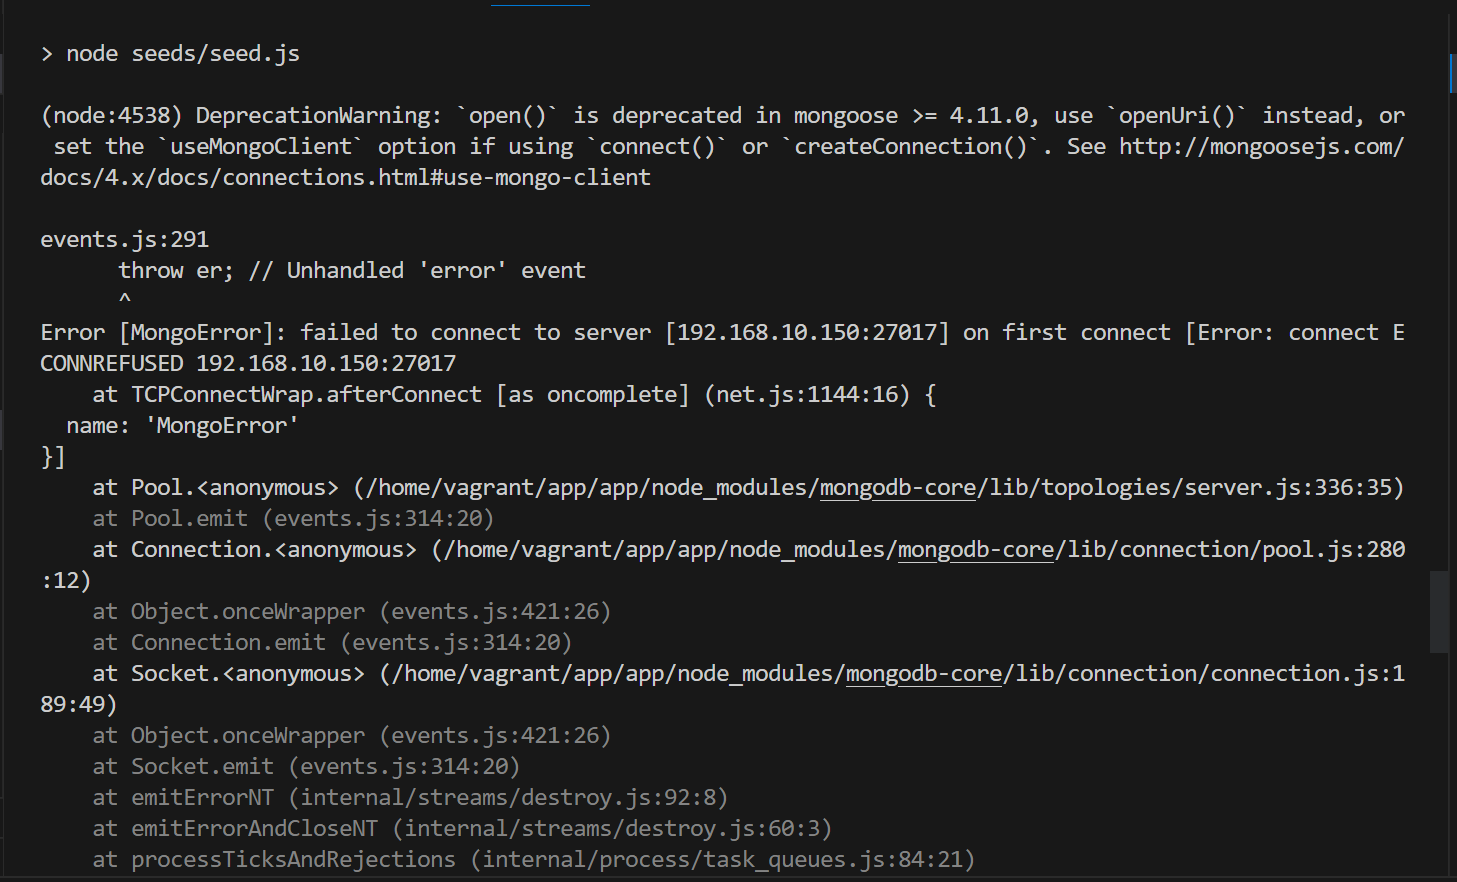 > node seeds/seed.js
(node:4538) DeprecationWarning: `open()` is deprecated in mongoose >= 4.11.0, use `openUri()` instead, or
 set the `useMongoClient` option if using `connect()` or `createConnection()`. See http://mongoosejs.com/
docs/4.x/docs/connections.html#use-mongo-client
events.js:291
      throw er; // Unhandled 'error' event
      ^
Error [MongoError]: failed to connect to server [192.168.10.150:27017] on first connect [Error: connect E
CONNREFUSED 192.168.10.150:27017
    at TCPConnectWrap.afterConnect [as oncomplete] (net.js:1144:16) {
  name: 'MongoError'
}]
    at Pool.<anonymous> (/home/vagrant/app/app/node_modules/mongodb-core/lib/topologies/server.js:336:35)
    at Pool.emit (events.js:314:20)
    at Connection.<anonymous> (/home/vagrant/app/app/node_modules/mongodb-core/lib/connection/pool.js:280
:12)
    at Object.onceWrapper (events.js:421:26)
    at Connection.emit (events.js:314:20)
    at Socket.<anonymous> (/home/vagrant/app/app/node_modules/mongodb-core/lib/connection/connection.js:1
89:49)
    at Object.onceWrapper (events.js:421:26)
    at Socket.emit (events.js:314:20)
    at emitErrorNT (internal/streams/destroy.js:92:8)
    at emitErrorAndCloseNT (internal/streams/destroy.js:60:3)
    at processTicksAndRejections (internal/process/task_queues.js:84:21)